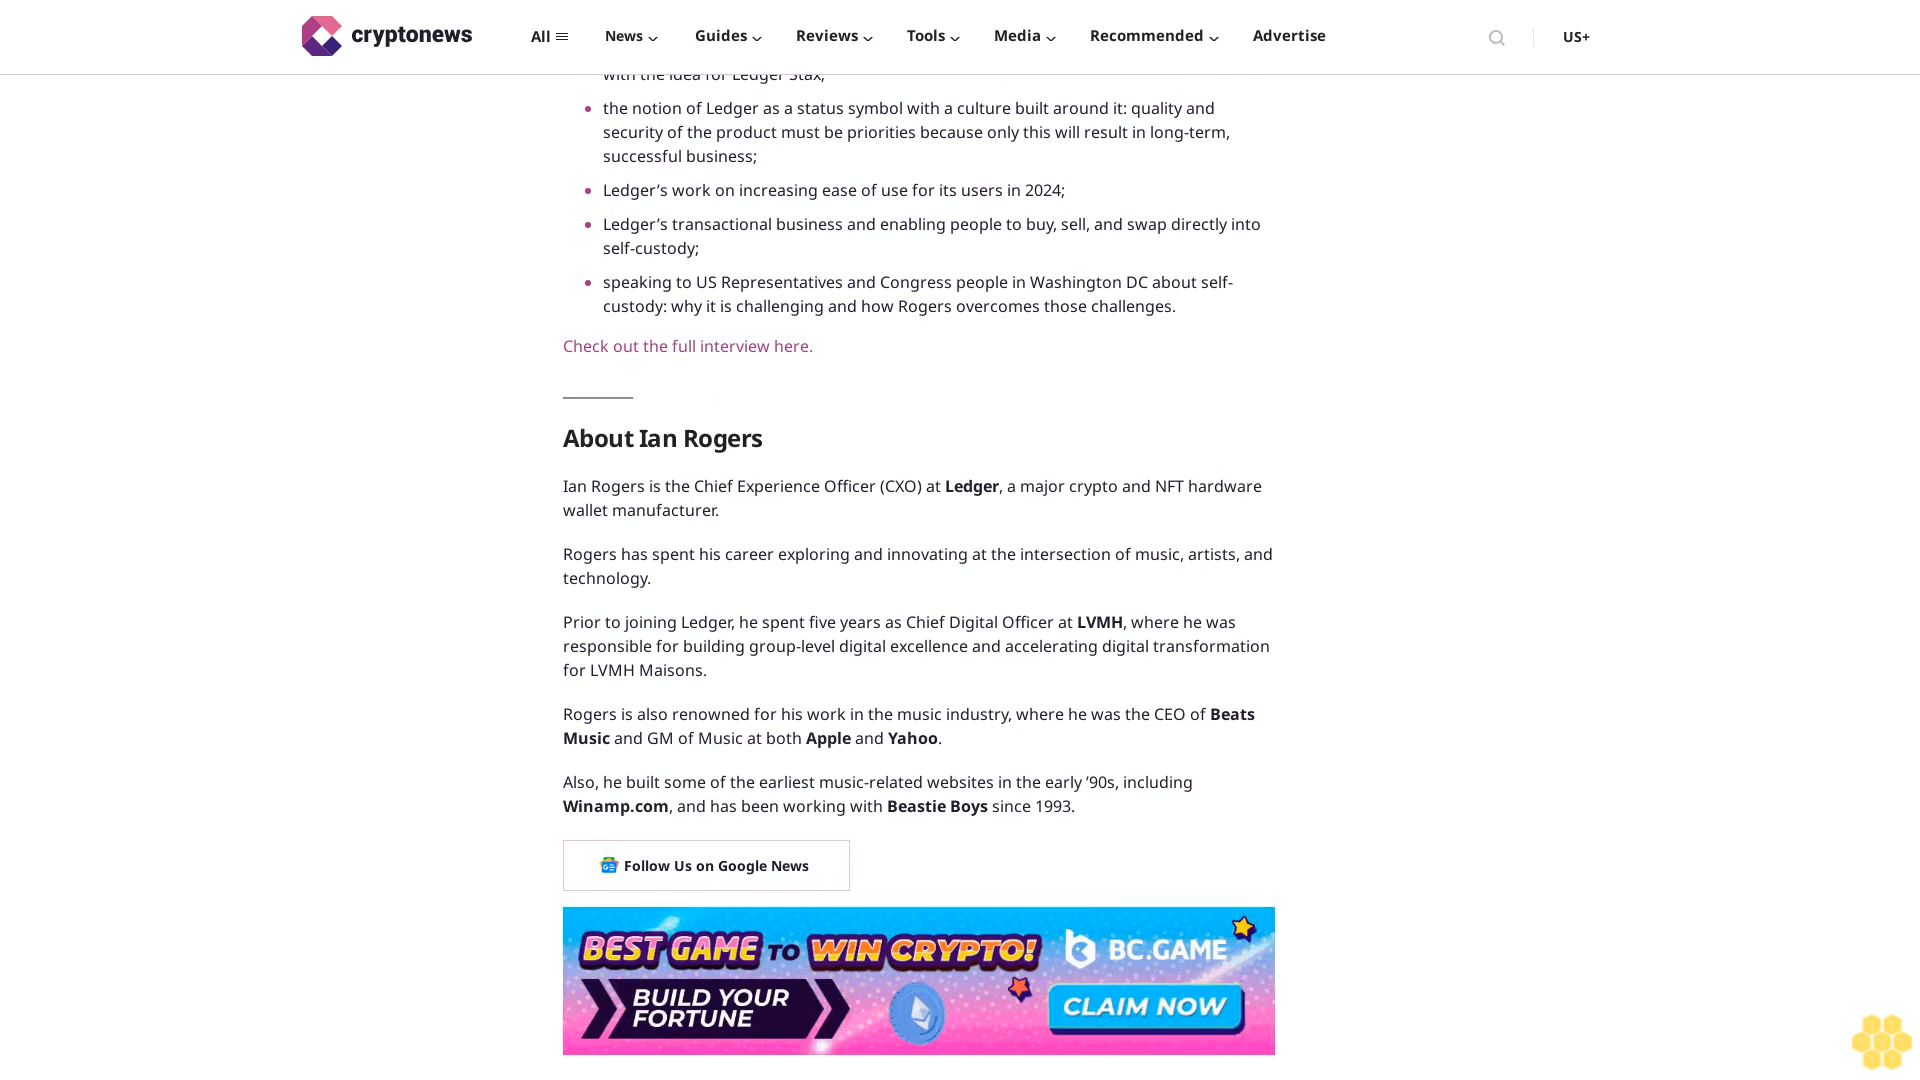 cryptonews
All
News
Guides
Reviews
Tools
Media
Recommended
Advertise
US+
with the idea for Ledger Stax;
the notion of Ledger as a status symbol with a culture built around it: quality and
security of the product must be priorities because only this will result in long-term,
successful business;
Ledger’s work on increasing ease of use for its users in 2024;
Ledger’s transactional business and enabling people to buy, sell, and swap directly into
self-custody;
speaking to US Representatives and Congress people in Washington DC about self-
custody: why it is challenging and how Rogers overcomes those challenges.
Check out the full interview here.
About Ian Rogers
Ian Rogers is the Chief Experience Officer (CXO) at Ledger, a major crypto and NFT hardware
wallet manufacturer.
Rogers has spent his career exploring and innovating at the intersection of music, artists, and
technology.
Prior to joining Ledger, he spent five years as Chief Digital Officer at LVMH, where he was
responsible for building group-level digital excellence and accelerating digital transformation
for LVMH Maisons.
Rogers is also renowned for his work in the music industry, where he was the CEO of Beats
Music and GM of Music at both Apple and Yahoo.
Also, he built some of the earliest music-related websites in the early ’90s, including
Winamp.com, and has been working with Beastie Boys since 1993.
Follow Us on Google News
BEST GAME TO WIN CRYPTO!
BC.GAME
BUILD YOUR
FORTUNE
CLAIM NOW